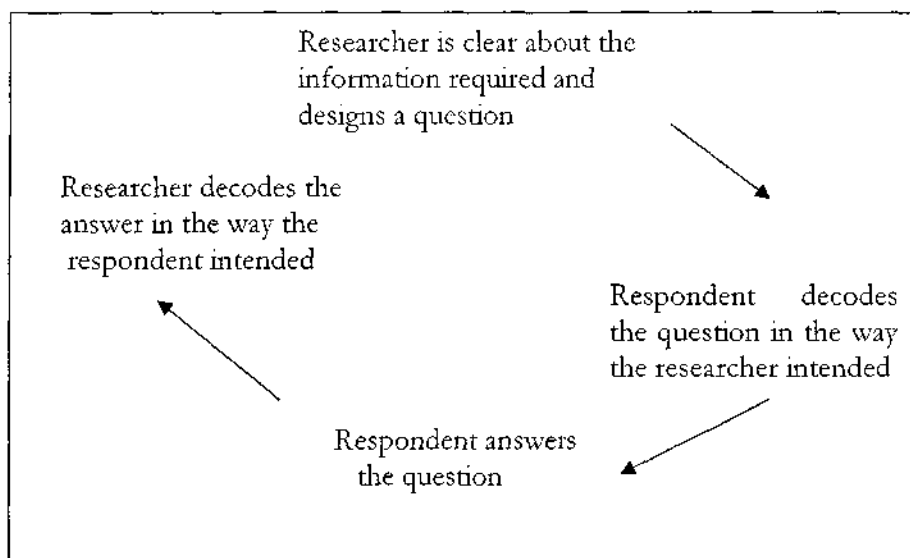 Researcher is clear about the
information required and
designs a question
Researcher decodes the
answer in the way the
respondent intended
Respondent decodes
the question in the way
the researcher intended
Respondent answers
the question